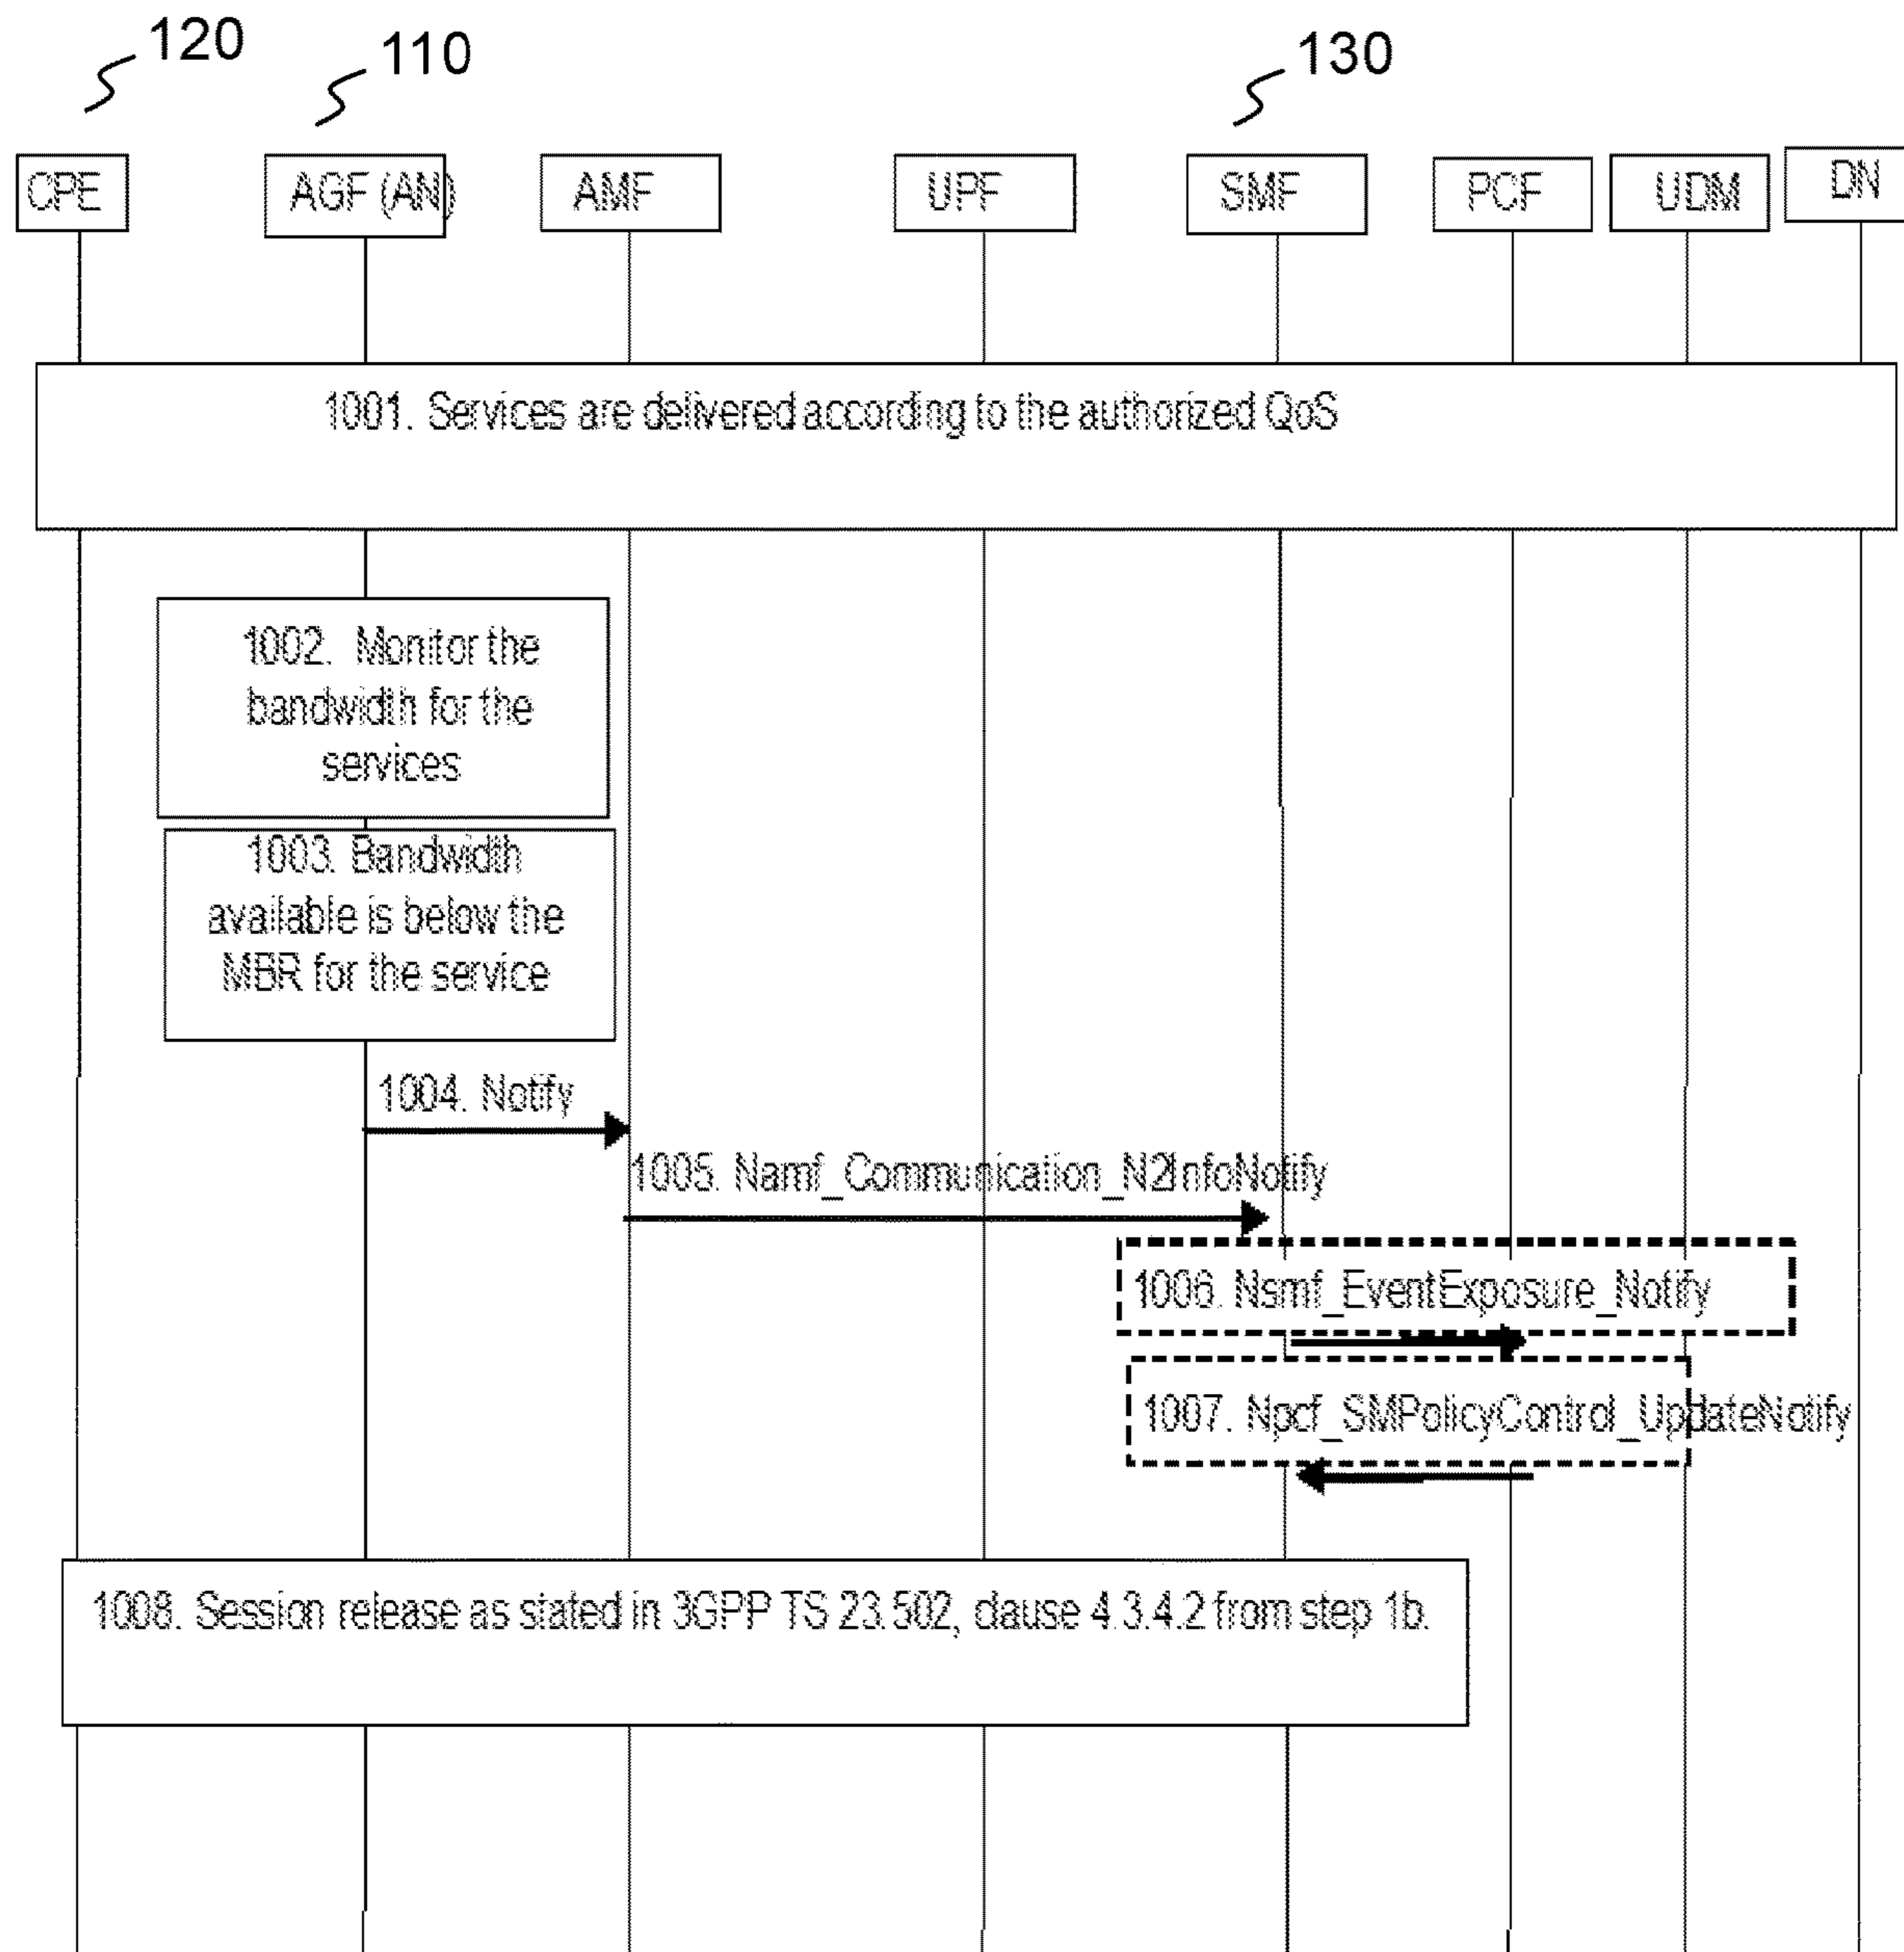 120
110
130
CPE
AGF (AN)
AMF
UPF
SMF
PCF
UDM
DN
1001. Services are delivered according to the authorized QoS
1002. Monitor the
bandwidth for the
services
1003. Bandwidth
available is below the
MBR for the service
1004. Notify
1005. Namf_Communication_N2InfoNotify
1006. Nsmf_EventExposure_Notify
1007. Npcf_SMPolicyControl_UpdateNotify
1008. Session release as stated in 3GPP TS 23.502, clause 4.3.4.2 from step 1b.